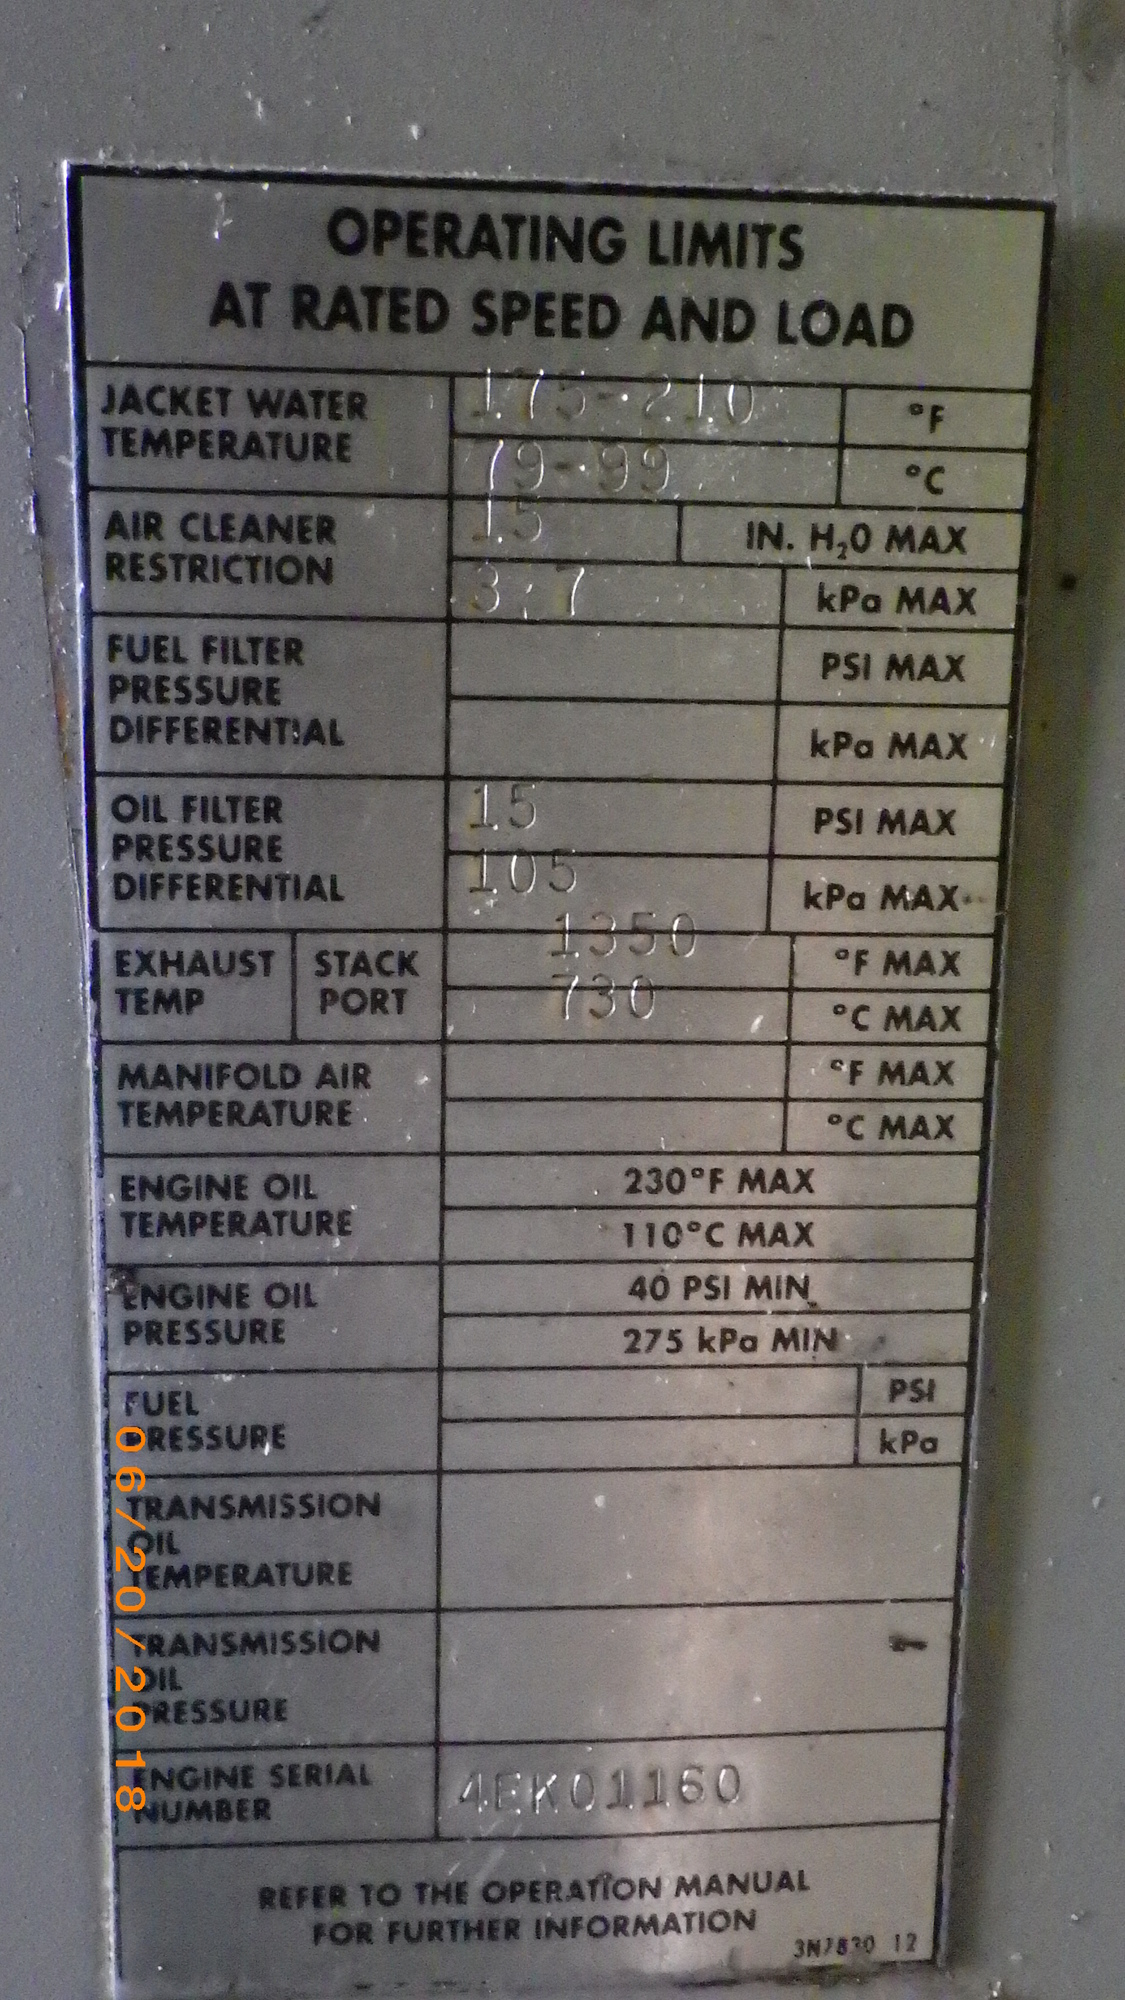 OPERATING LIMITS
AT RATED SPEED AND LOAD
JACKET WATER
TEMPERATURE
175-210
°F
79-99
°C
AIR CLEANER
RESTRICTION
15
IN. H₂O MAX
3.7
kPa MAX
FUEL FILTER
PRESSURE
DIFFERENTIAL
PSI MAX
kPa MAX
OIL FILTER
PRESSURE
DIFFERENTIAL
15
PSI MAX
105
kPa MAX
EXHAUST
TEMP
STACK
PORT
1350
°F MAX
730
°C MAX
MANIFOLD AIR
TEMPERATURE
°F MAX
°C MAX
ENGINE OIL
TEMPERATURE
230°F MAX
110°C MAX
ENGINE OIL
PRESSURE
40 PSI MIN
275 kPa MIN
FUEL
PRESSURE
PSI
kPa
TRANSMISSION
OIL
TEMPERATURE
TRANSMISSION
OIL
PRESSURE
ENGINE SERIAL
NUMBER
4EK01160
REFER TO THE OPERATION MANUAL
FOR FURTHER INFORMATION
3N7830 12
06/20/2018